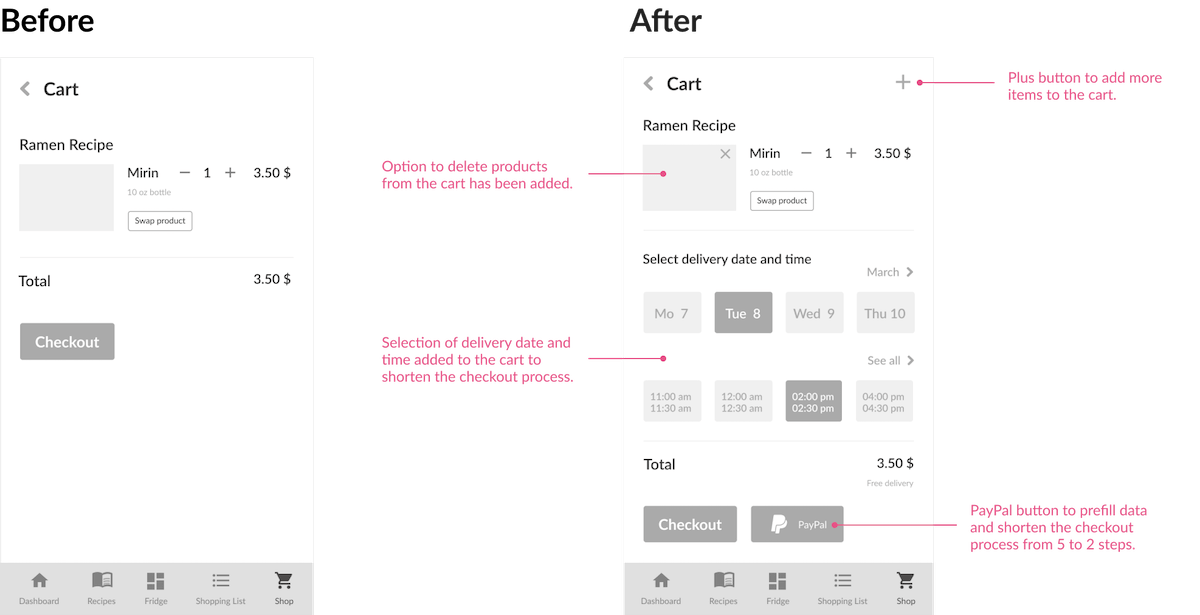 Before
After
Cart
Ramen Recipe
Mirin
1
3.50 $
10 oz bottle
Swap product
Total
3.50 $
Checkout
Dashboard
Recipes
Fridge
Shopping List
Shop
Option to delete products
from the cart has been added.
Selection of delivery date and
time added to the cart to
shorten the checkout process.
Cart
Ramen Recipe
Mirin
1
3.50 $
10 oz bottle
Swap product
Select delivery date and time
March
Mo 7
Tue 8
Wed 9
Thu 10
See all
11:00 am
11:30 am
12:00 am
12:30 am
02:00 pm
02:30 pm
04:00 pm
04:30 pm
Total
3.50 $
Free delivery
Checkout
PayPal
Dashboard
Recipes
Fridge
Shopping List
Shop
Plus button to add more
items to the cart.
PayPal button to prefill data
and shorten the checkout
process from 5 to 2 steps.